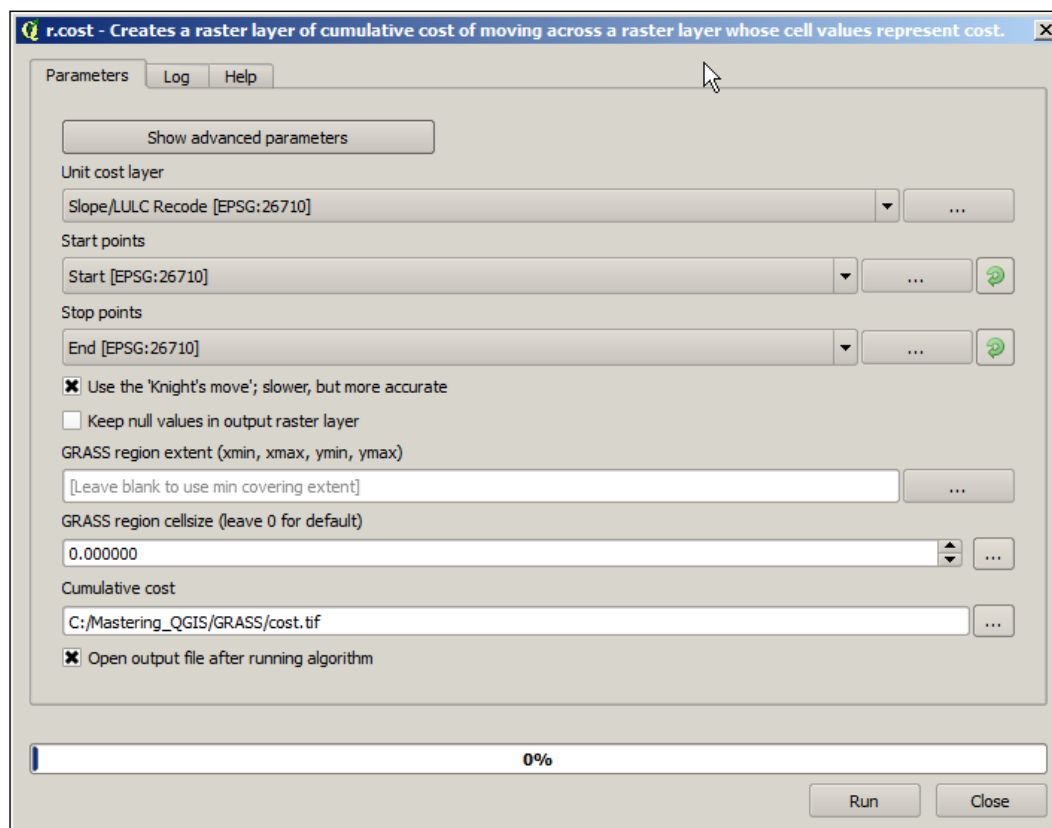 r.cost - Creates a raster layer of cumulative cost of moving across a raster layer whose cell values represent cost.
Parameters Log Help
Show advanced parameters
Unit cost layer
Slope/LULC Recode [EPSG:26710] ...
Start points
Start [EPSG:26710] ...
Stop points
End [EPSG:26710] ...
Use the 'Knight's move'; slower, but more accurate
Keep null values in output raster layer
GRASS region extent (xmin, xmax, ymin, ymax)
[Leave blank to use min covering extent] ...
GRASS region cellsize (leave 0 for default)
0.000000 ...
Cumulative cost
C:/Mastering_QGIS/GRASS/cost.tif ...
Open output file after running algorithm
0%
Run Close